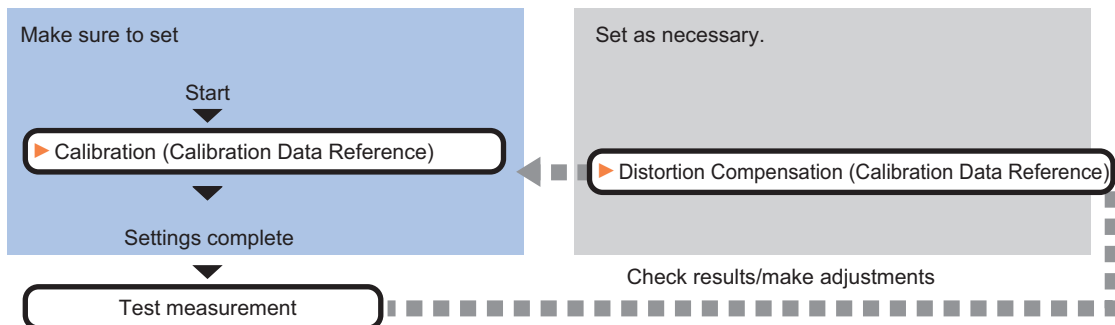 Make sure to set
Start
Calibration (Calibration Data Reference)
Settings complete
Test measurement
Set as necessary.
Distortion Compensation (Calibration Data Reference)
Check results/make adjustments